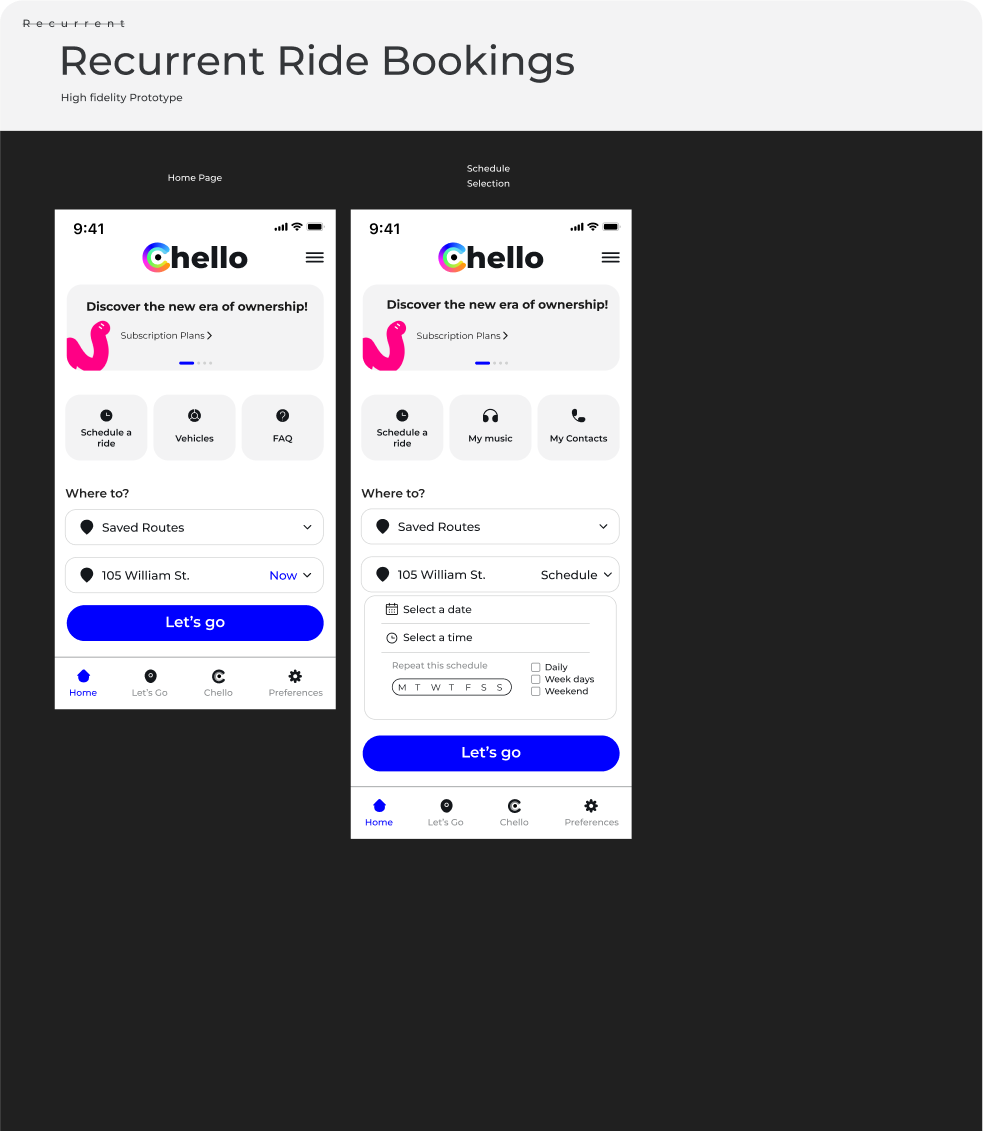 Recurrent
Recurrent Ride Bookings
High fidelity Prototype
Home Page
9:41
Chello
Discover the new era of ownership!
Subscription Plans
Schedule a
ride
Vehicles
FAQ
Where to?
Saved Routes
105 William St.
Now
Let's go
Home
Let's Go
Chello
Preferences
Schedule
Selection
9:41
Chello
Discover the new era of ownership!
Subscription Plans
Schedule a
ride
My music
My Contacts
Where to?
Saved Routes
105 William St.
Schedule
Select a date
Select a time
Repeat this schedule
M T W T F S S
Daily
Week days
Weekend
Let's go
Home
Let's Go
Chello
Preferences